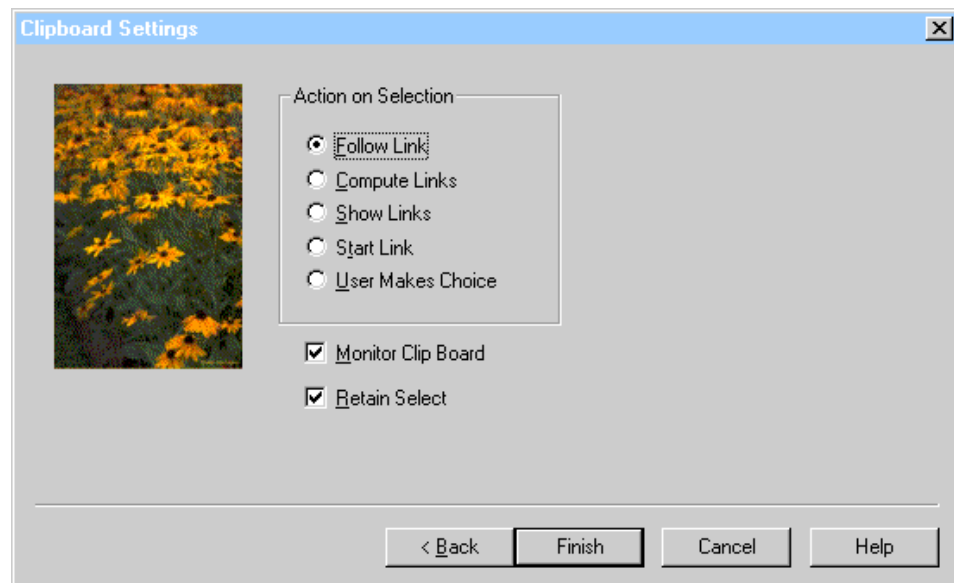 Clipboard Settings
Action on Selection
Follow Link
Compute Links
Show Links
Start Link
User Makes Choice
Monitor Clip Board
Retain Select
< Back Finish Cancel Help